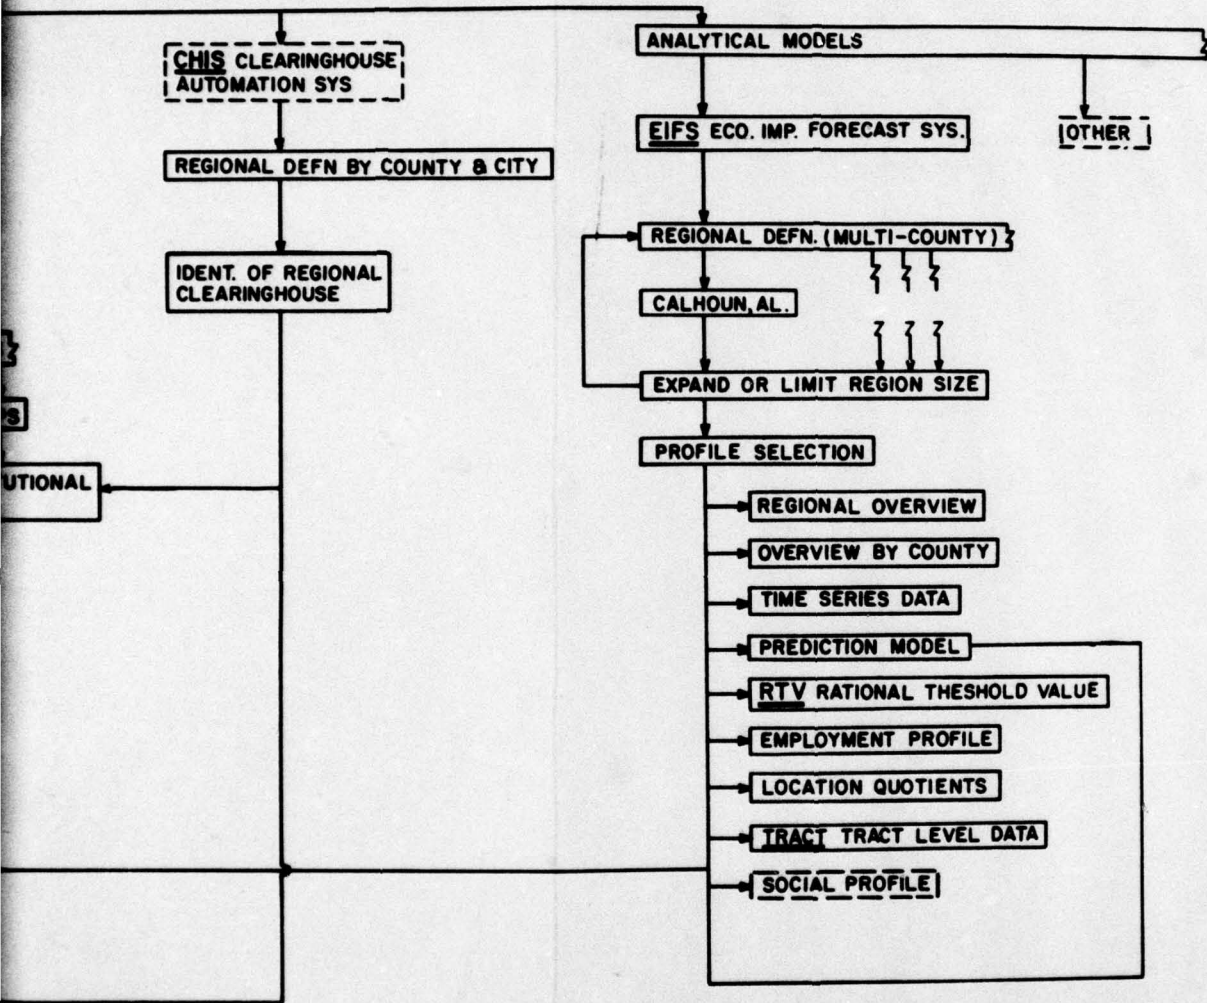 CHIS CLEARINGHOUSE
AUTOMATION SYS
REGIONAL DEFN BY COUNTY & CITY
IDENT. OF REGIONAL
CLEARINGHOUSE
UTIONAL
ANALYTICAL MODELS
EIFS ECO. IMP. FORECAST SYS.
OTHER
REGIONAL DEFN. (MULTI-COUNTY)
CALHOUN, AL.
EXPAND OR LIMIT REGION SIZE
PROFILE SELECTION
REGIONAL OVERVIEW
OVERVIEW BY COUNTY
TIME SERIES DATA
PREDICTION MODEL
RTV RATIONAL THESHOLD VALUE
EMPLOYMENT PROFILE
LOCATION QUOTIENTS
TRACT TRACT LEVEL DATA
SOCIAL PROFILE